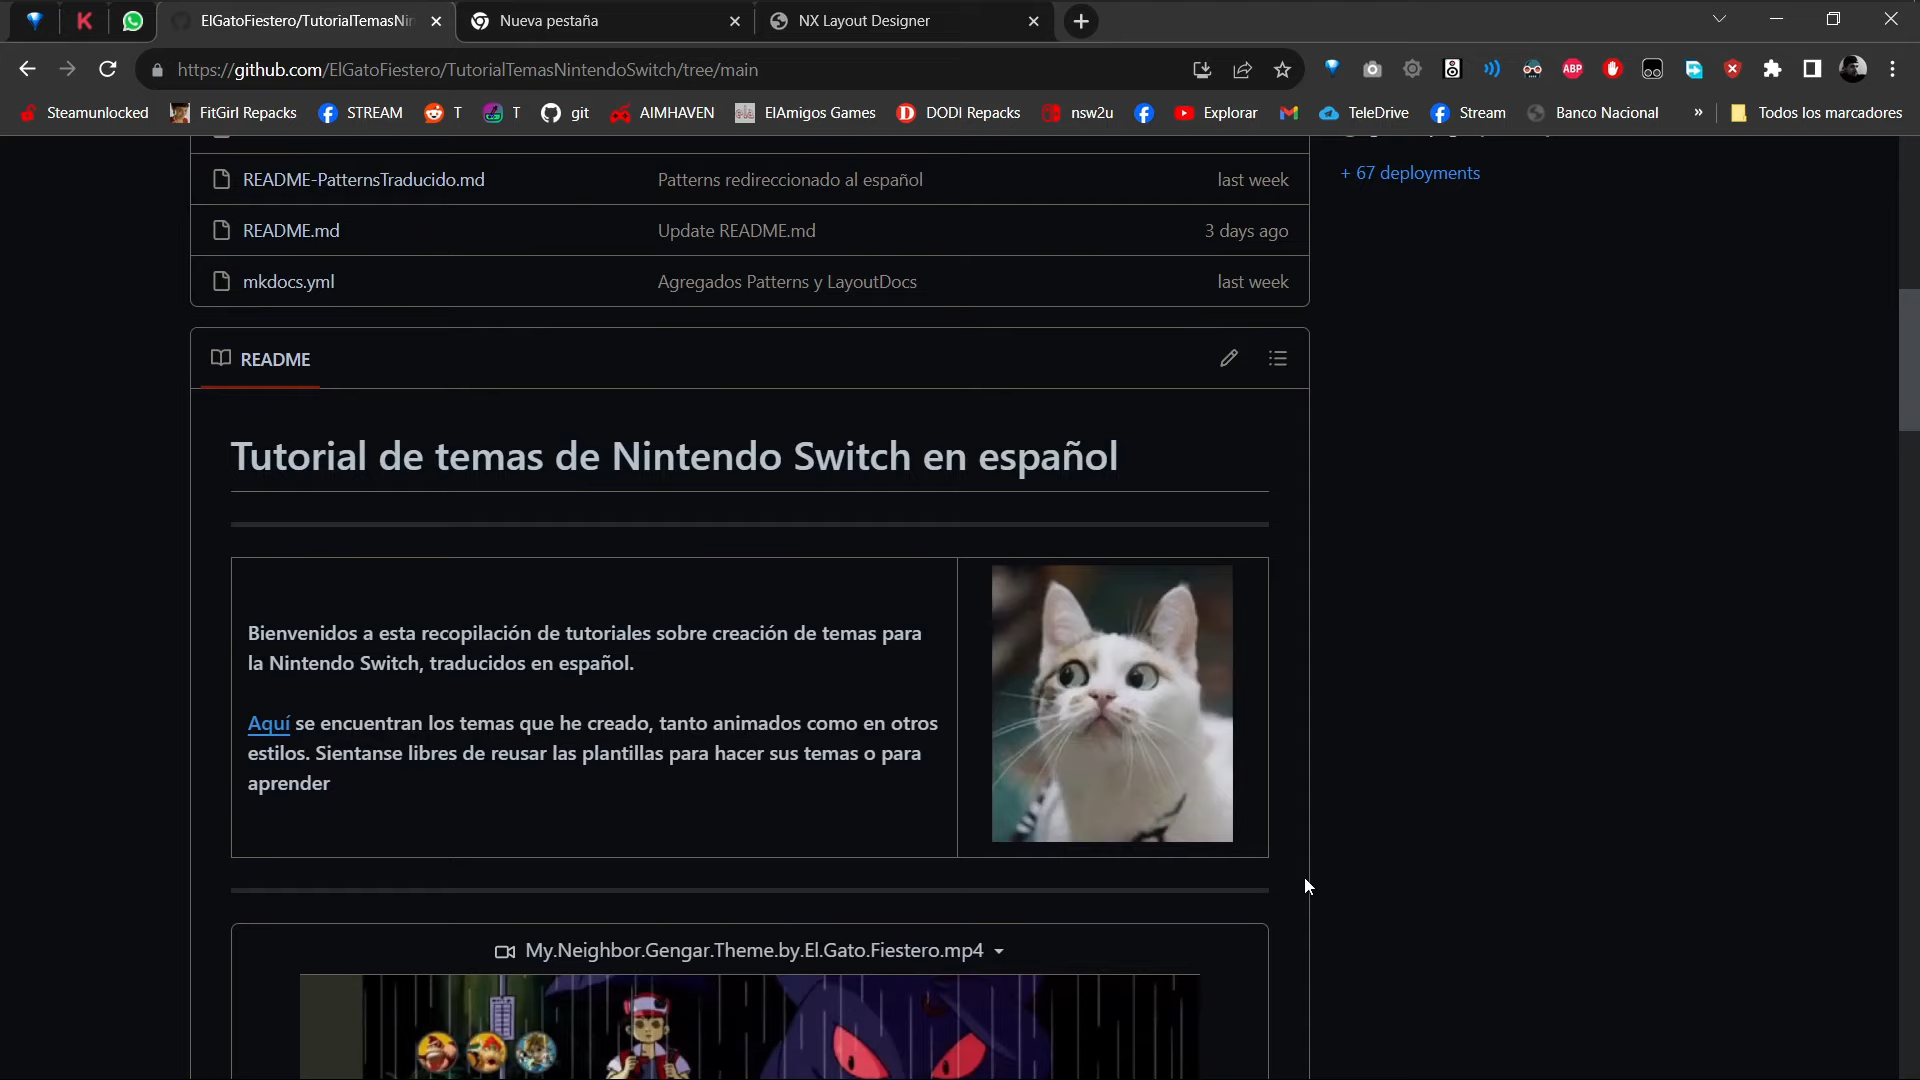 ElGatoFiestero/TutorialTemasNin
Nueva pestaña
NX Layout Designer
https://github.com/ElGatoFiestero/TutorialTemasNintendoSwitch/tree/main
ABP
Steamunlocked
FitGirl Repacks
STREAM
T
T
git
AIMHAVEN
ElAmigos Games
DODI Repacks
nsw2u
Explorar
TeleDrive
Stream
Banco Nacional
»
Todos los marcadores
+ 67 deployments
README-PatternsTraducido.md Patterns redireccionado al español last week
README.md Update README.md 3 days ago
mkdocs.yml Agregados Patterns y LayoutDocs last week
README
Tutorial de temas de Nintendo Switch en español
Bienvenidos a esta recopilación de tutoriales sobre creación de temas para
la Nintendo Switch, traducidos en español.
Aquí se encuentran los temas que he creado, tanto animados como en otros
estilos. Sientanse libres de reusar las plantillas para hacer sus temas o para
aprender
My.Neighbor.Gengar.Theme.by.El.Gato.Fiestero.mp4